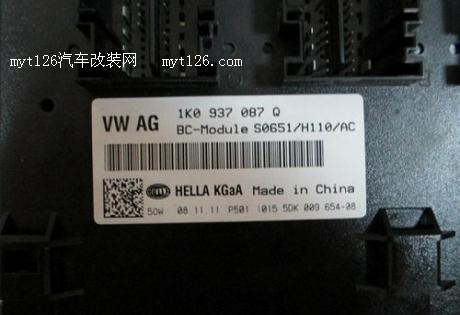 myt126汽车改装网 myt126.com
VW AG
1K0 937 087 Q
BC-Module S0651/H110/AC
HELLA KGaA Made in China
50W 08.11.11 P501 1015 5DK 009 654-08